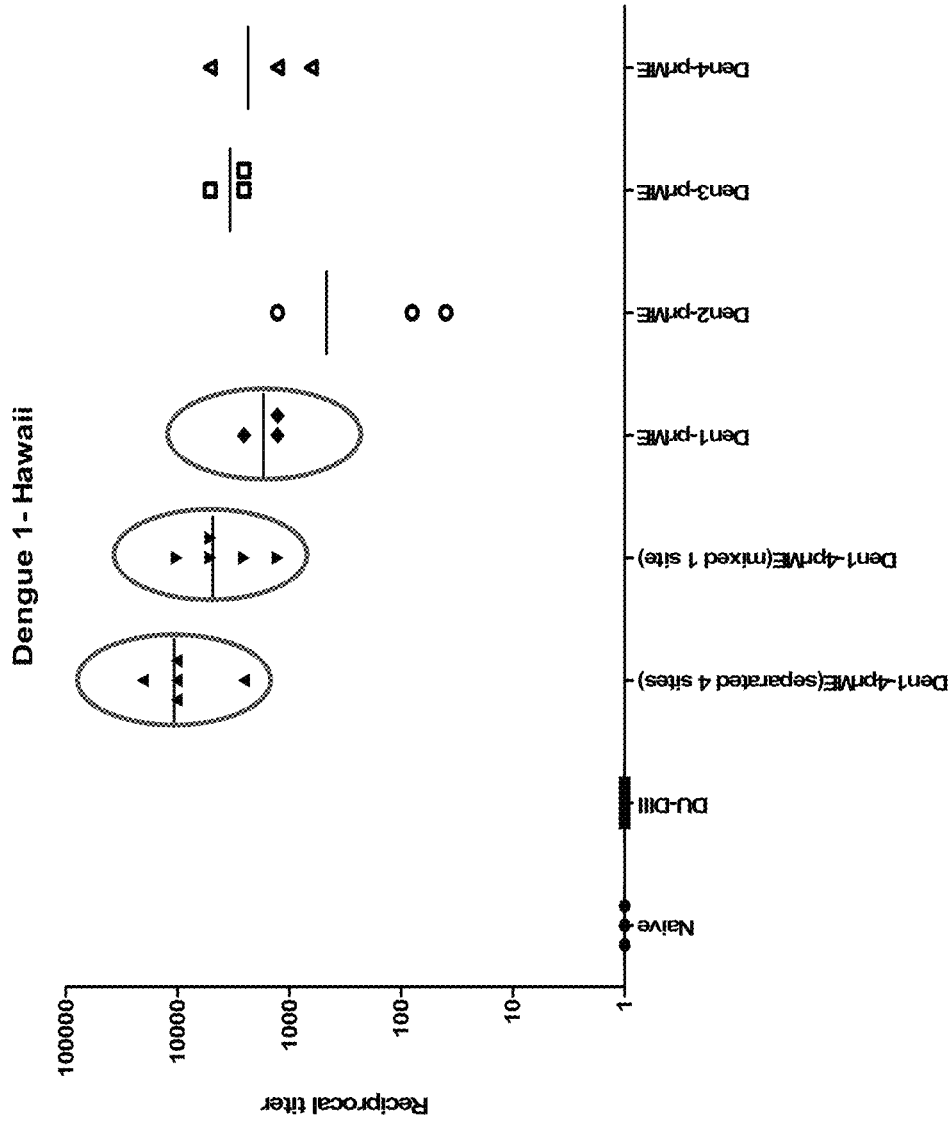 Dengue 1- Hawaii
Reciprocal titer
100000
10000
1000
100
10
1
Naive
DU-DIII
Den1-4prME(separated 4 sites)
Den1-4prME(mixed 1 site)
Den1-prME
Den2-prME
Den3-prME
Den4-prME